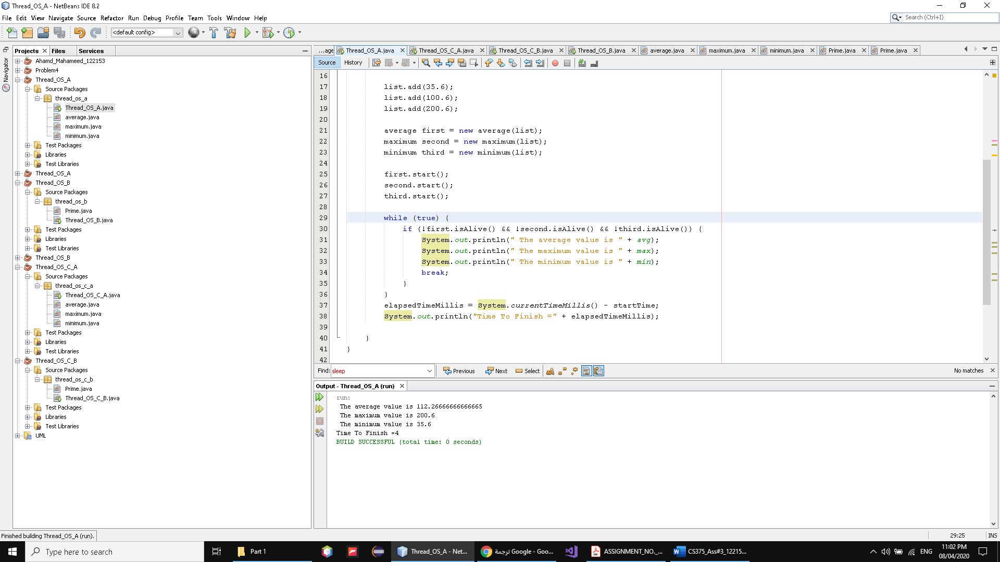 Thread_OS_A - NetBeans IDE 8.2
File Edit View Navigate Source Refactor Run Debug Profile Team Tools Window Help
Search (Ctrl+I)
<default config>
Projects Files Services
Navigator
Ahamd_Mahameed_122153
Problem4
Thread_OS_A
Source Packages
thread_os_a
Thread_OS_A.java
average.java
maximum.java
minimum.java
Test Packages
Libraries
Test Libraries
Thread_OS_A
Thread_OS_B
Source Packages
thread_os_b
Prime.java
Thread_OS_B.java
Test Packages
Libraries
Test Libraries
Thread_OS_B
Thread_OS_C_A
Source Packages
thread_os_c_a
Thread_OS_C_A.java
average.java
maximum.java
minimum.java
Test Packages
Libraries
Test Libraries
Thread_OS_C_B
Source Packages
thread_os_c_b
Prime.java
Thread_OS_C_B.java
Test Packages
Libraries
Test Libraries
UML
...age Thread_OS_A.java Thread_OS_C_A.java Thread_OS_C_B.java Thread_OS_B.java average.java maximum.java minimum.java Prime.java Prime.java
Source History
16
17 list.add(35.6);
18 list.add(100.6);
19 list.add(200.6);
20
21 average first = new average(list);
22 maximum second = new maximum(list);
23 minimum third = new minimum(list);
24
25 first.start();
26 second.start();
27 third.start();
28
29 while (true) {
30 if (!first.isAlive() && !second.isAlive() && !third.isAlive()) {
31 System.out.println(" The average value is " + avg);
32 System.out.println(" The maximum value is " + max);
33 System.out.println(" The minimum value is " + min);
34 break;
35 }
36 }
37 elapsedTimeMillis = System.currentTimeMillis() - startTime;
38 System.out.println("Time To Finish =" + elapsedTimeMillis);
39
40 }
41 }
42
Find: sleep Previous Next Select No matches
Output - Thread_OS_A (run)
run:
The average value is 112.26666666666665
The maximum value is 200.6
The minimum value is 35.6
Time To Finish =4
BUILD SUCCESSFUL (total time: 0 seconds)
Finished building Thread_OS_A (run).
29:25 INS
Type here to search
Part 1
Thread_OS_A - Net...
ترجمة Google - Goo...
ASSIGNMENT_NO._...
CS375_Ass#3_12215...
ENG
11:02 PM
08/04/2020